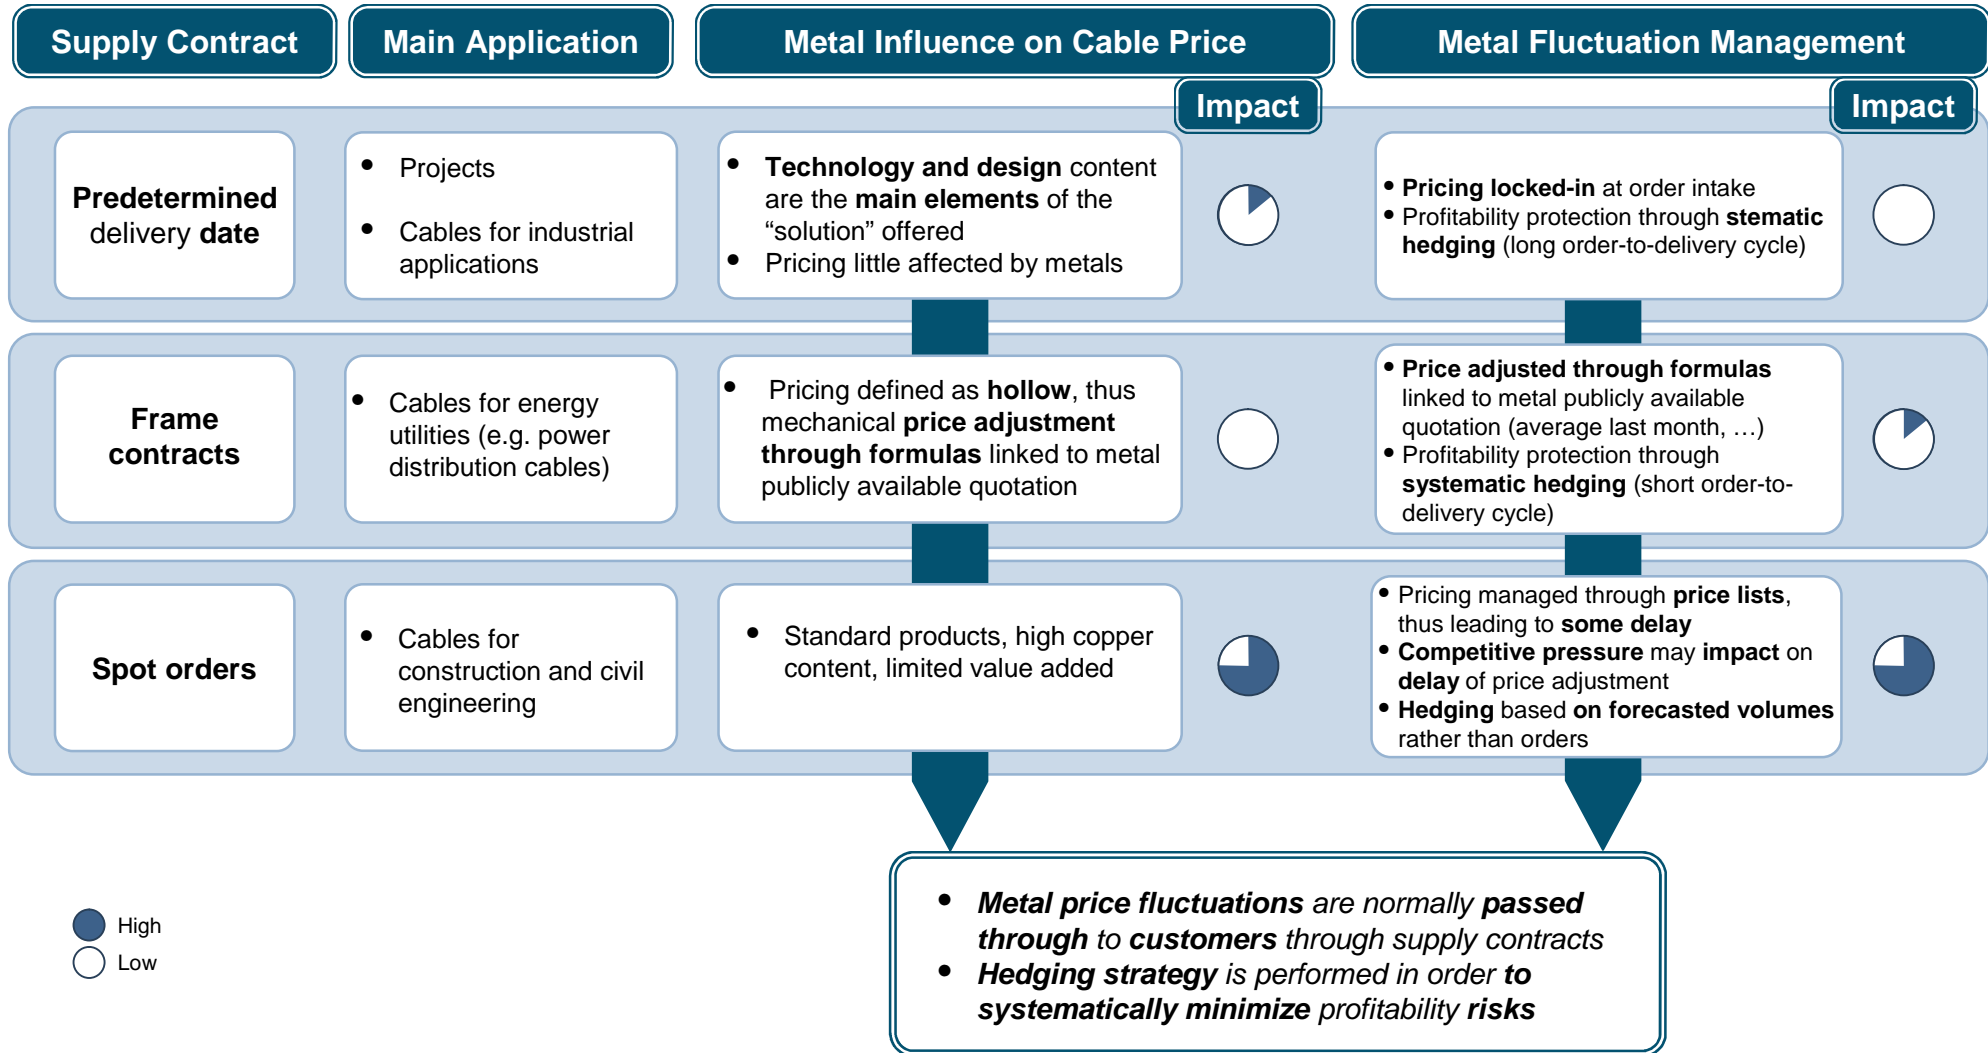 Supply Contract
Main Application
Metal Influence on Cable Price
Metal Fluctuation Management
Impact
Impact
Predetermined
delivery date
• Projects
• Cables for industrial
applications
• Technology and design content
are the main elements of the
“solution” offered
• Pricing little affected by metals
• Pricing locked-in at order intake
• Profitability protection through stematic
hedging (long order-to-delivery cycle)
Frame
contracts
• Cables for energy
utilities (e.g. power
distribution cables)
• Pricing defined as hollow, thus
mechanical price adjustment
through formulas linked to metal
publicly available quotation
• Price adjusted through formulas
linked to metal publicly available
quotation (average last month, …)
• Profitability protection through
systematic hedging (short order-to-
delivery cycle)
Spot orders
• Cables for
construction and civil
engineering
• Standard products, high copper
content, limited value added
• Pricing managed through price lists,
thus leading to some delay
• Competitive pressure may impact on
delay of price adjustment
• Hedging based on forecasted volumes
rather than orders
High
Low
• Metal price fluctuations are normally passed
through to customers through supply contracts
• Hedging strategy is performed in order to
systematically minimize profitability risks